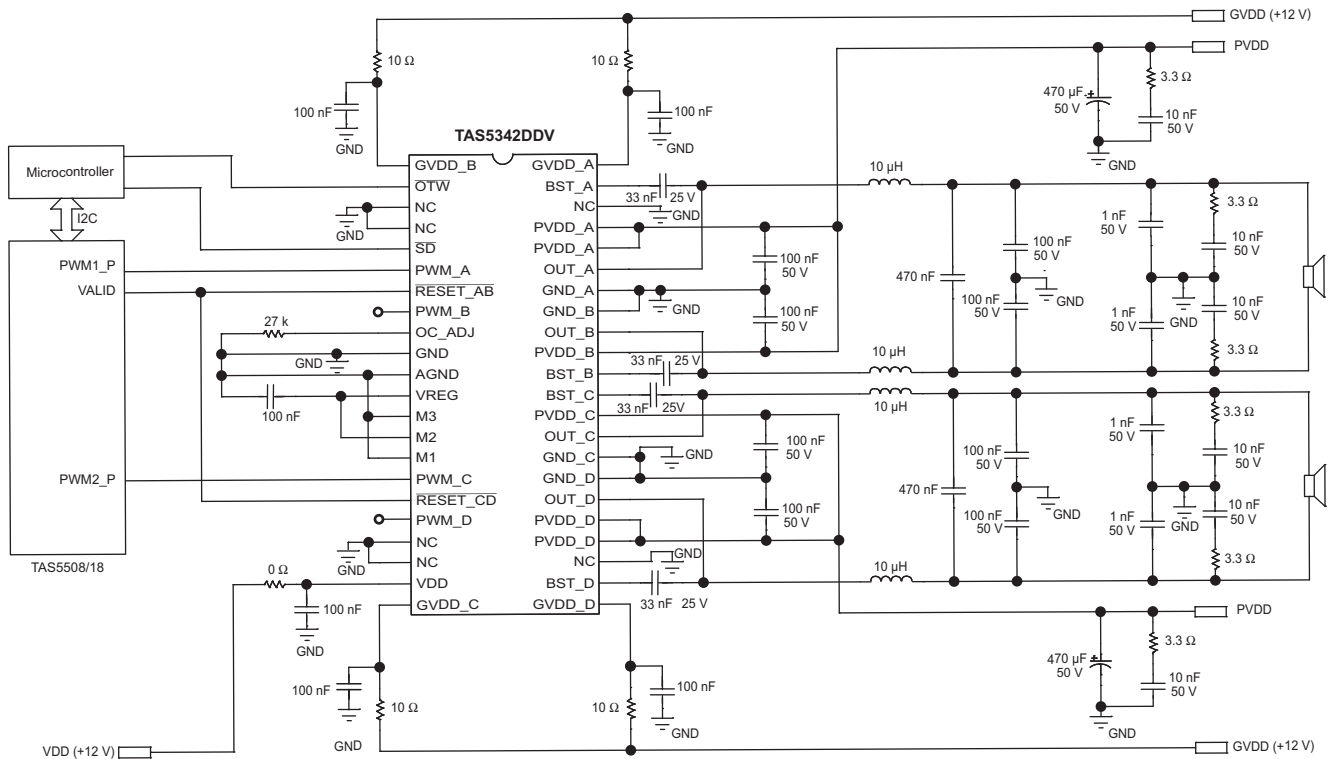 GVDD (+12 V)
PVDD
10 Ω
10 Ω
3.3 Ω
470 µF
50 V
10 nF
50 V
100 nF
100 nF
GND
GND
GND
TAS5342DDV
Microcontroller
I2C
PWM1_P
VALID
PWM2_P
TAS5508/18
GVDD_B
OTW
NC
NC
SD
PWM_A
RESET_AB
PWM_B
OC_ADJ
GND
AGND
VREG
M3
M2
M1
PWM_C
RESET_CD
PWM_D
NC
NC
VDD
GVDD_C
GVDD_A
BST_A
NC
PVDD_A
PVDD_A
OUT_A
GND_A
GND_B
OUT_B
PVDD_B
BST_B
BST_C
PVDD_C
OUT_C
GND_C
GND_D
OUT_D
PVDD_D
PVDD_D
NC
BST_D
GVDD_D
GND
27 k
GND
100 nF
GND
0 Ω
100 nF
GND
33 nF 25 V
GND
100 nF
50 V
GND
100 nF
50 V
33 nF 25 V
33 nF 25V
100 nF
50 V
GND
100 nF
50 V
GND
33 nF 25 V
10 µH
10 µH
10 µH
10 µH
470 nF
100 nF
50 V
GND
100 nF
50 V
1 nF
50 V
1 nF
50 V
GND
3.3 Ω
10 nF
50 V
10 nF
50 V
3.3 Ω
470 nF
100 nF
50 V
GND
100 nF
50 V
1 nF
50 V
1 nF
50 V
GND
3.3 Ω
10 nF
50 V
10 nF
50 V
3.3 Ω
PVDD
3.3 Ω
470 µF
50 V
10 nF
50 V
GND
100 nF
100 nF
10 Ω
10 Ω
GND
GND
VDD (+12 V)
GVDD (+12 V)